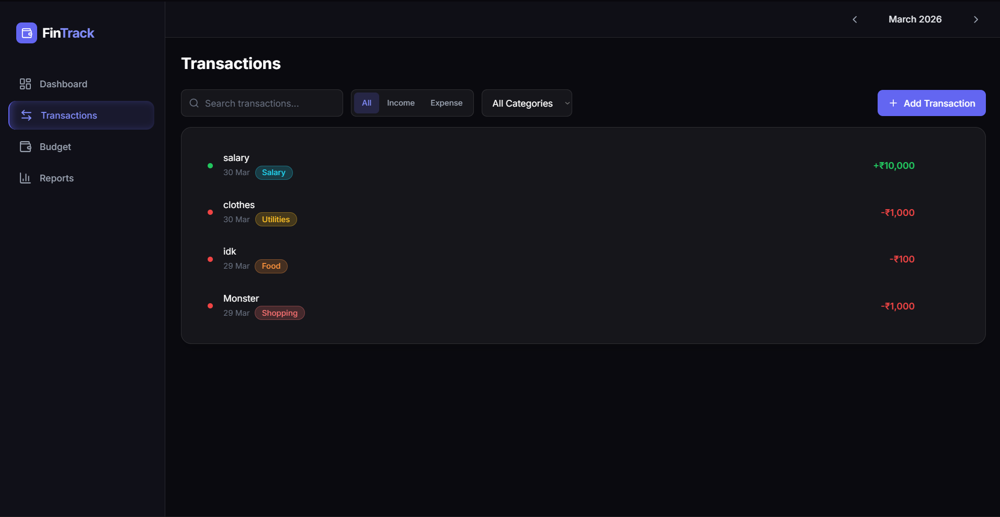 FinTrack
March 2026
Dashboard
Transactions
Budget
Reports
Transactions
Search transactions...
All Income Expense
All Categories
Add Transaction
salary
30 Mar Salary
+₹10,000
clothes
30 Mar Utilities
-₹1,000
idk
29 Mar Food
-₹100
Monster
29 Mar Shopping
-₹1,000